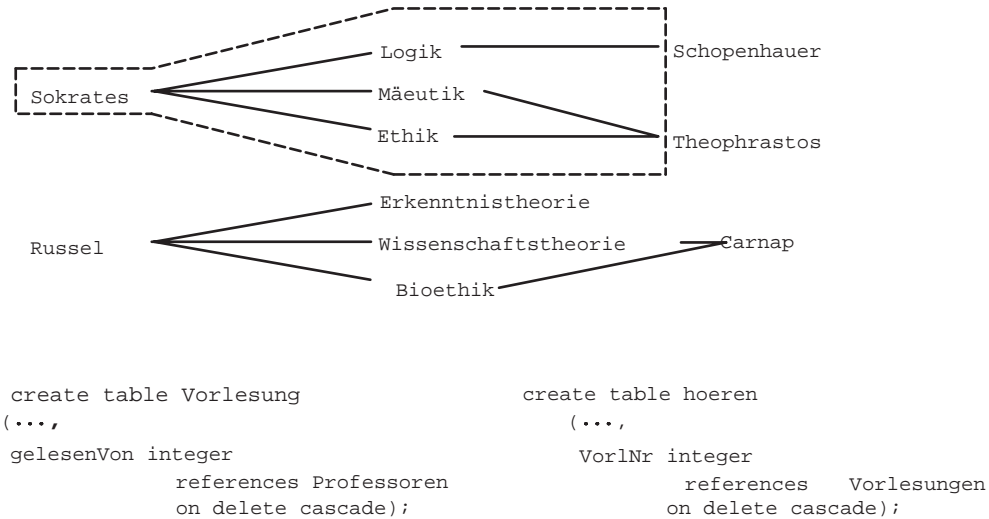 Logik
Schopenhauer
Sokrates
Mäeutik
Ethik
Theophrastos
Erkenntnistheorie
Russel
Wissenschaftstheorie
Carnap
Bioethik
create table Vorlesung
(...,
gelesenVon integer
references Professoren
on delete cascade);
create table hoeren
(...,
VorlNr integer
references Vorlesungen
on delete cascade);